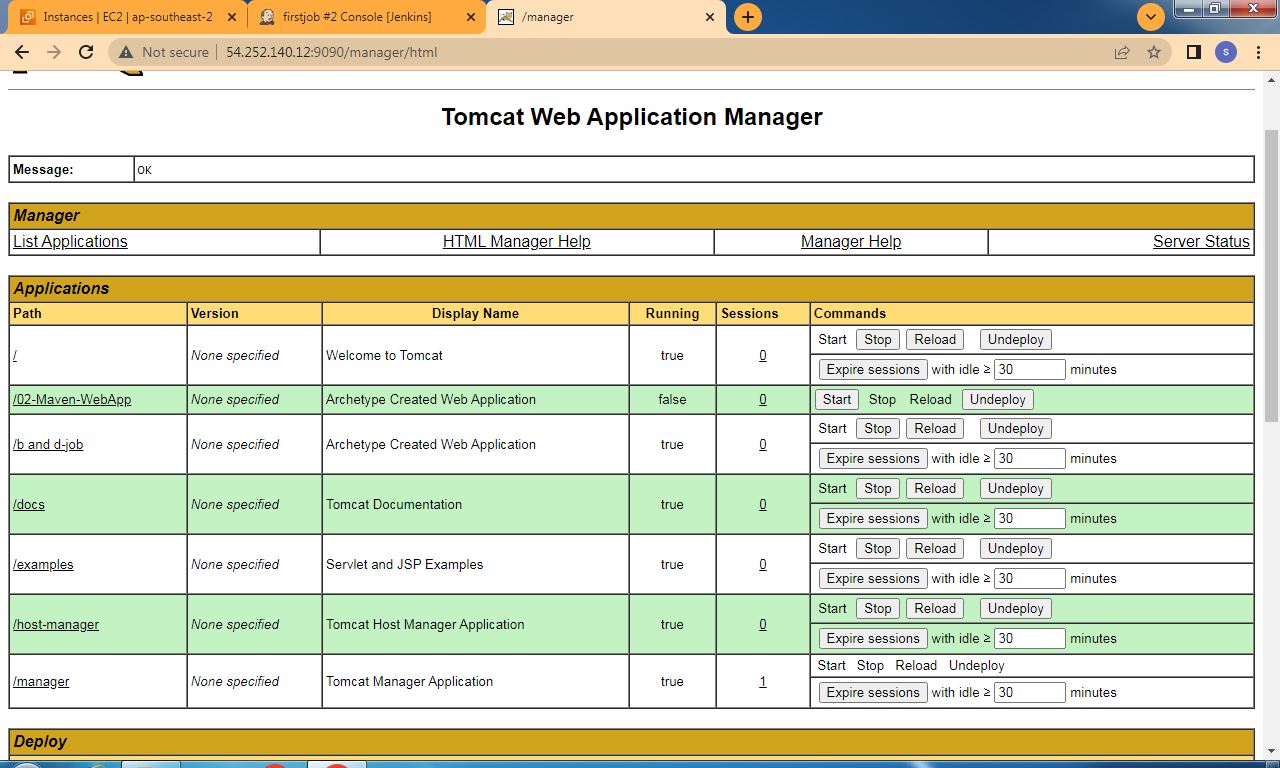 Instances | EC2 | ap-southeast-2
firstjob #2 Console [Jenkins]
/manager
Not secure | 54.252.140.12:9090/manager/html
S
Tomcat Web Application Manager
Message: OK
Manager
List Applications HTML Manager Help Manager Help Server Status
Applications
Path Version Display Name Running Sessions Commands
/ None specified Welcome to Tomcat true 0 Start Stop Reload Undeploy
Expire sessions with idle ≥ 30 minutes
/02-Maven-WebApp None specified Archetype Created Web Application false 0 Start Stop Reload Undeploy
/b and d-job None specified Archetype Created Web Application true 0 Start Stop Reload Undeploy
Expire sessions with idle ≥ 30 minutes
/docs None specified Tomcat Documentation true 0 Start Stop Reload Undeploy
Expire sessions with idle ≥ 30 minutes
/examples None specified Servlet and JSP Examples true 0 Start Stop Reload Undeploy
Expire sessions with idle ≥ 30 minutes
/host-manager None specified Tomcat Host Manager Application true 0 Start Stop Reload Undeploy
Expire sessions with idle ≥ 30 minutes
/manager None specified Tomcat Manager Application true 1 Start Stop Reload Undeploy
Expire sessions with idle ≥ 30 minutes
Deploy